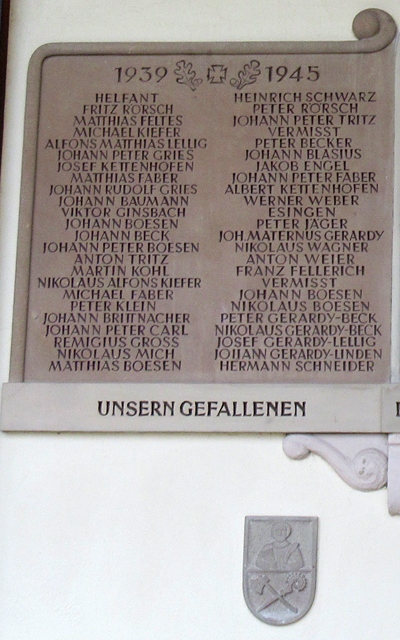 1939 1945
HELFANT
FRITZ RÖRSCH
MATTHIAS FELTES
MICHAEL KIEFER
ALFONS MATTHIAS LELLIG
JOHANN PETER GRIES
JOSEF KETTENHOFEN
MATTHIAS FABER
JOHANN RUDOLF GRIES
JOHANN BAUMANN
VIKTOR GINSBACH
JOHANN BOESEN
JOHANN BECK
JOHANN PETER BOESEN
ANTON TRITZ
MARTIN KOHL
NIKOLAUS ALFONS KIEFER
MICHAEL FABER
PETER KLEIN
JOHANN BRITTNACHER
JOHANN PETER CARL
REMIGIUS GROSS
NIKOLAUS MICH
MATTHIAS BOESEN
HEINRICH SCHWARZ
PETER RÖRSCH
JOHANN PETER TRITZ
VERMISST
PETER BECKER
JOHANN BLASIUS
JAKOB ENGEL
JOHANN PETER FABER
ALBERT KETTENHOFEN
WERNER WEBER
ESINGEN
PETER JÄGER
JOH. MATERNUS GERARDY
NIKOLAUS WAGNER
ANTON WEIER
FRANZ FELLERICH
VERMISST
JOHANN BOESEN
NIKOLAUS BOESEN
PETER GERARDY-BECK
NIKOLAUS GERARDY-BECK
JOSEF GERARDY-LELLIG
JOHANN GERARDY-LINDEN
HERMANN SCHNEIDER
UNSERN GEFALLENEN